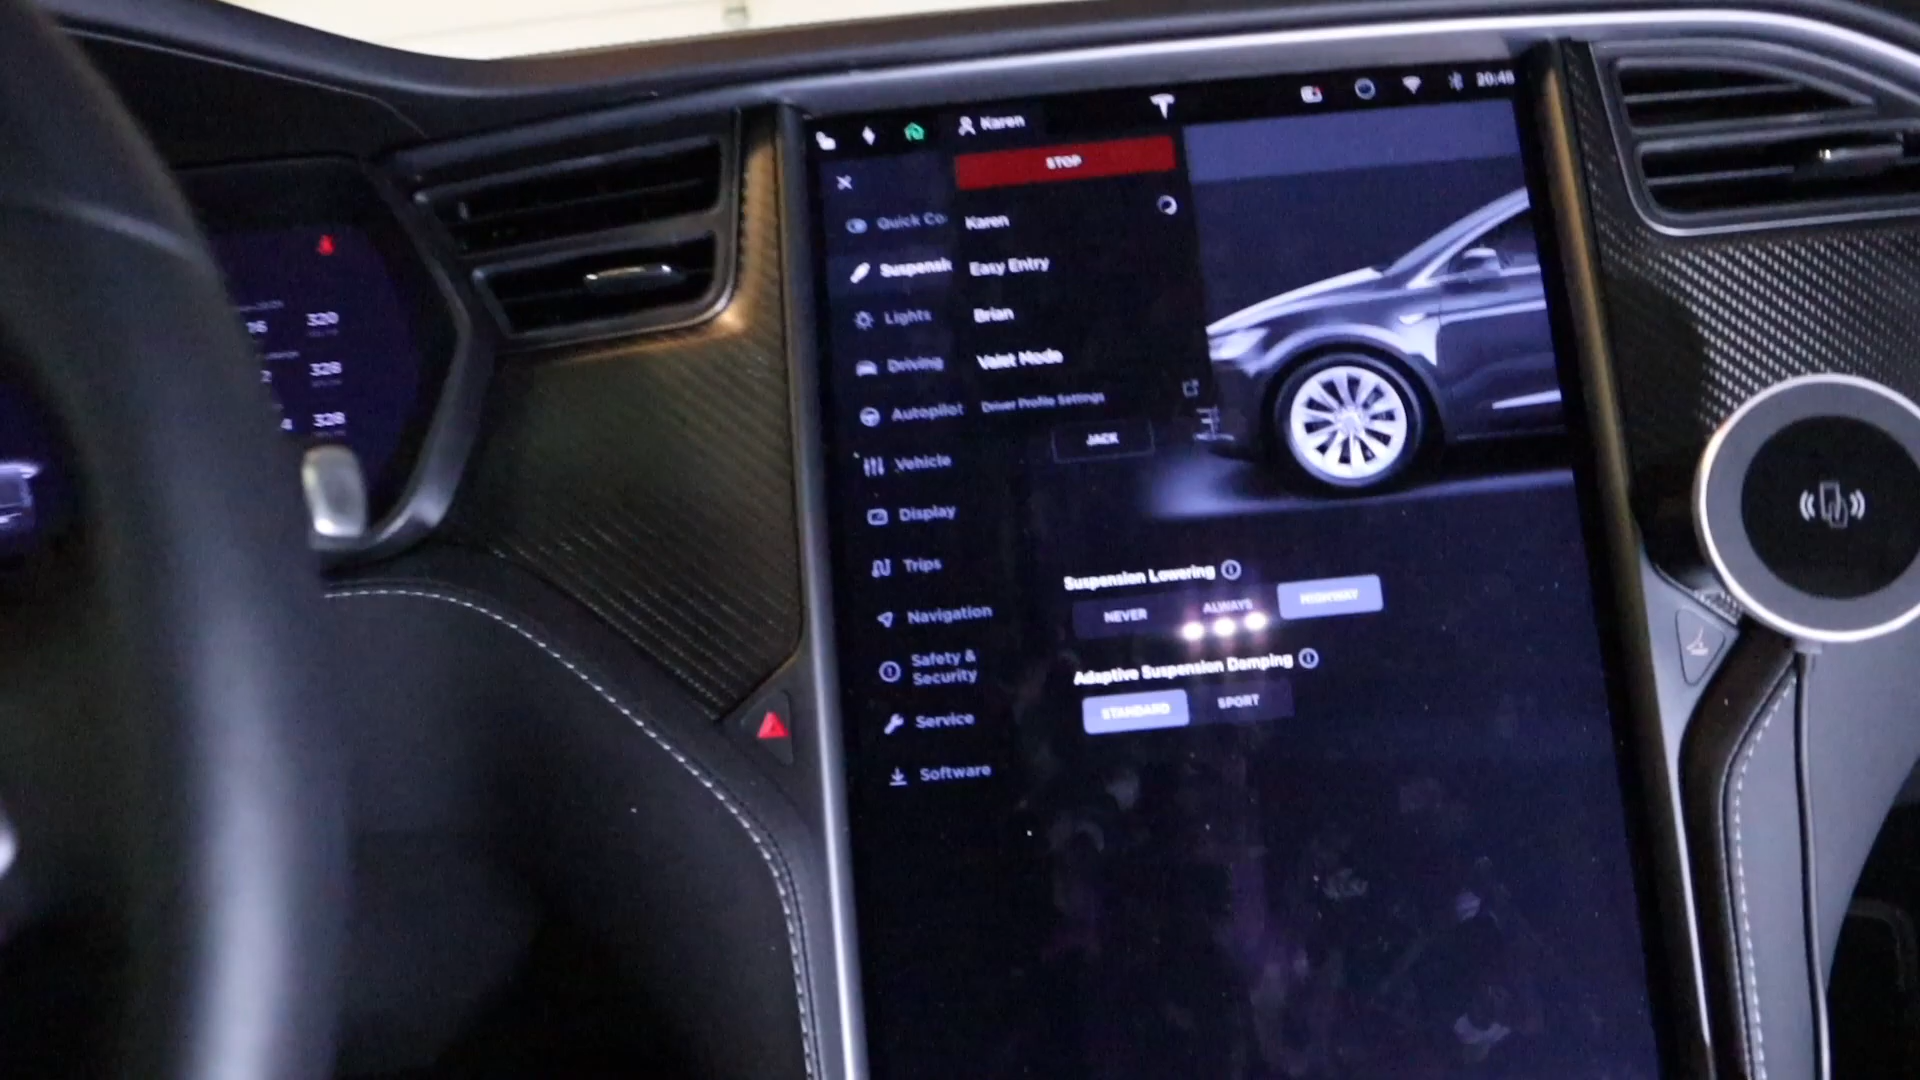 Karen
20:48
STOP
Karen
Easy Entry
Brian
Valet Mode
Driver Profile Settings
JACK
Quick Co
Suspensi
Lights
Driving
Autopilot
Vehicle
Display
Trips
Navigation
Safety &
Security
Service
Software
Suspension Lowering
NEVER ALWAYS HIGHWAY
Adaptive Suspension Damping
STANDARD SPORT
320
328
328